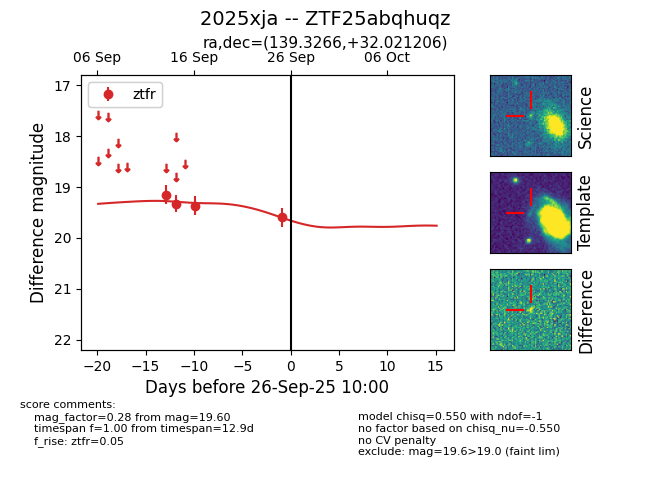 2025xja -- ZTF25abqhuqz
ra,dec=(139.3266,+32.021206)
06 Sep 16 Sep 26 Sep 06 Oct
ztfr
17
18
19
20
21
22
Difference magnitude
−20 −15 −10 −5 0 5 10 15
Days before 26-Sep-25 10:00
Science
Template
Difference
score comments:
mag_factor=0.28 from mag=19.60
timespan f=1.00 from timespan=12.9d
f_rise: ztfr=0.05
model chisq=0.550 with ndof=-1
no factor based on chisq_nu=-0.550
no CV penalty
exclude: mag=19.6>19.0 (faint lim)